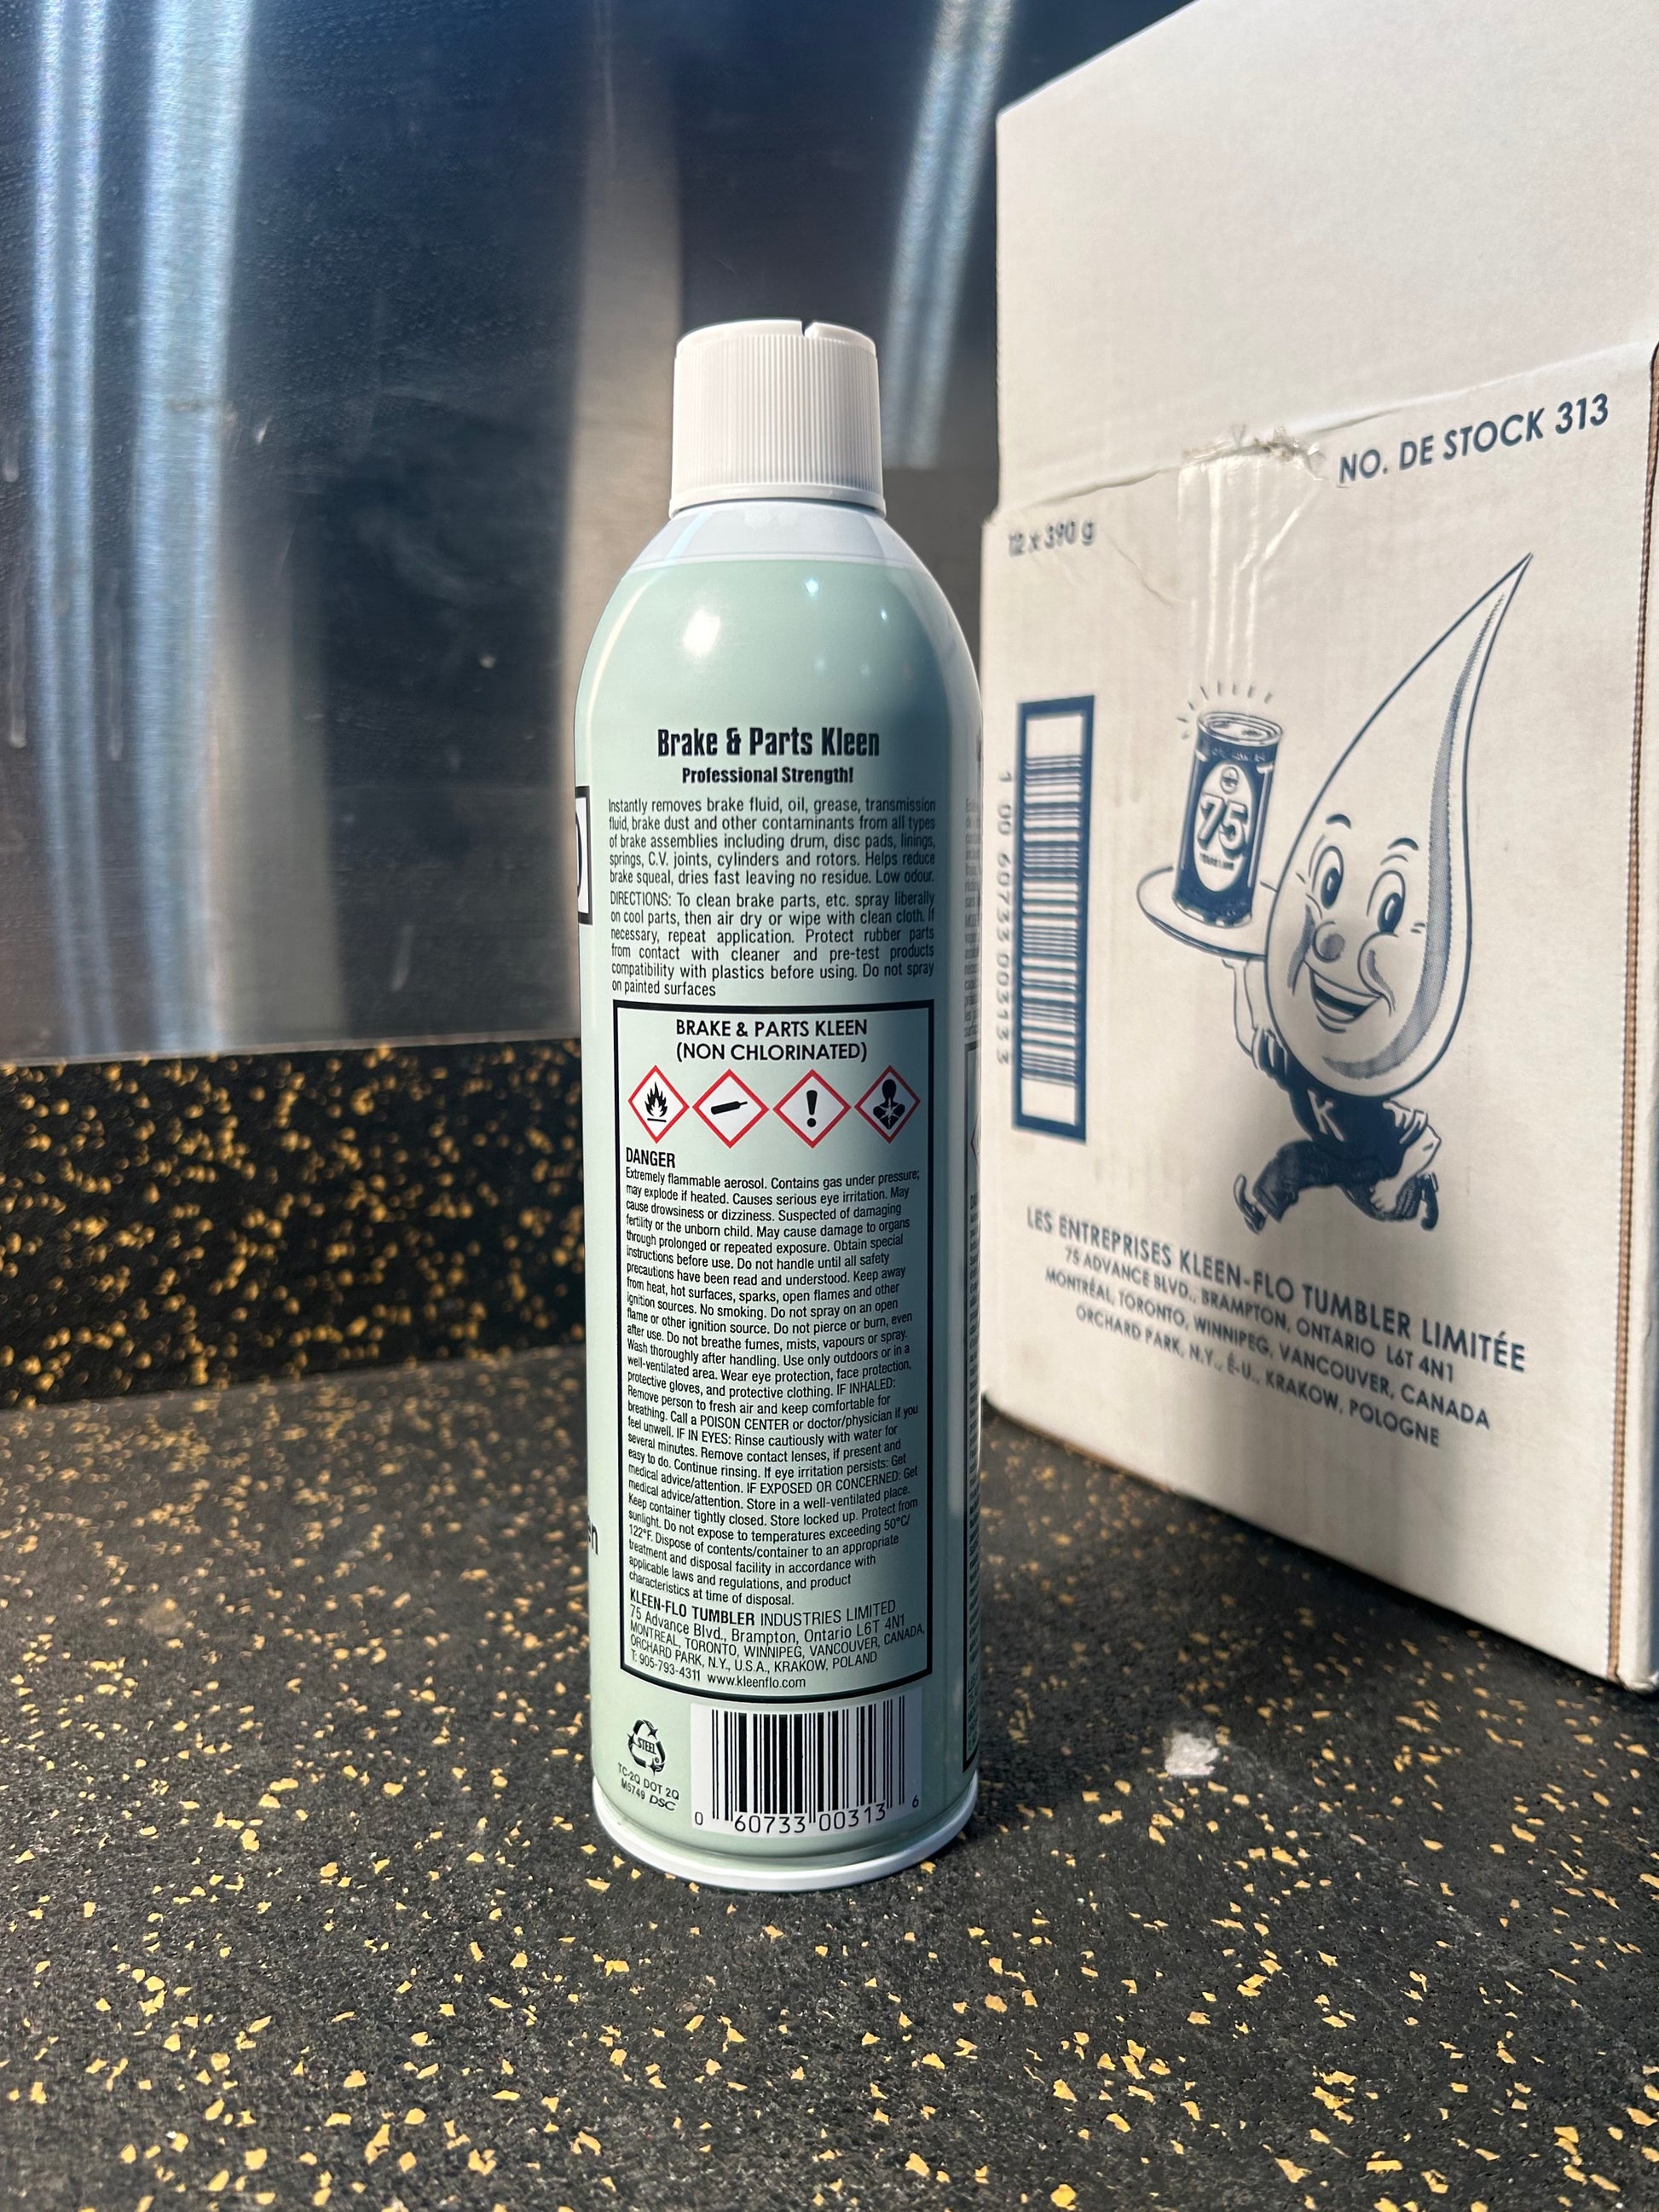 Brake & Parts Kleen
Professional Strength!
Instantly removes brake fluid, oil, grease, transmission
fluid, brake dust and other contaminants from all types
of brake assemblies including drum, disc pads, linings,
springs, C.V. joints, cylinders and rotors. Helps reduce
brake squeal, dries fast leaving no residue. Low odour.
DIRECTIONS: To clean brake parts, etc. spray liberally
on cool parts, then air dry or wipe with clean cloth. If
necessary, repeat application. Protect rubber parts
from contact with cleaner and pre-test products
compatibility with plastics before using. Do not spray
on painted surfaces
BRAKE & PARTS KLEEN
(NON CHLORINATED)
DANGER
Extremely flammable aerosol. Contains gas under pressure;
may explode if heated. Causes serious eye irritation. May
cause drowsiness or dizziness. Suspected of damaging
fertility or the unborn child. May cause damage to organs
through prolonged or repeated exposure. Obtain special
instructions before use. Do not handle until all safety
precautions have been read and understood. Keep away
from heat, hot surfaces, sparks, open flames and other
ignition sources. No smoking. Do not spray on an open
flame or other ignition source. Do not pierce or burn, even
after use. Do not breathe fumes, mists, vapours or spray.
Wash thoroughly after handling. Use only outdoors or in a
well-ventilated area. Wear eye protection, face protection,
protective gloves, and protective clothing. IF INHALED:
Remove person to fresh air and keep comfortable for
breathing. Call a POISON CENTER or doctor/physician if you
feel unwell. IF IN EYES: Rinse cautiously with water for
several minutes. Remove contact lenses, if present and
easy to do. Continue rinsing. If eye irritation persists: Get
medical advice/attention. IF EXPOSED OR CONCERNED: Get
medical advice/attention. Store in a well-ventilated place.
Keep container tightly closed. Store locked up. Protect from
sunlight. Do not expose to temperatures exceeding 50°C/
122°F. Dispose of contents/container to an appropriate
treatment and disposal facility in accordance with
applicable laws and regulations, and product
characteristics at time of disposal.
KLEEN-FLO TUMBLER INDUSTRIES LIMITED
75 Advance Blvd., Brampton, Ontario L6T 4N1
MONTREAL, TORONTO, WINNIPEG, VANCOUVER, CANADA,
ORCHARD PARK, N.Y., U.S.A., KRAKOW, POLAND
T: 905-793-4311 www.kleenflo.com
STEEL
TC-2Q DOT 2Q
M5749 DSC
0 60733 00313 6
NO. DE STOCK 313
12 x 390 g
1 00 60733 00313 3
75
K
LES ENTREPRISES KLEEN-FLO TUMBLER LIMITÉE
75 ADVANCE BLVD., BRAMPTON, ONTARIO L6T 4N1
MONTRÉAL, TORONTO, WINNIPEG, VANCOUVER, CANADA
ORCHARD PARK, N.Y., É-U., KRAKOW, POLOGNE